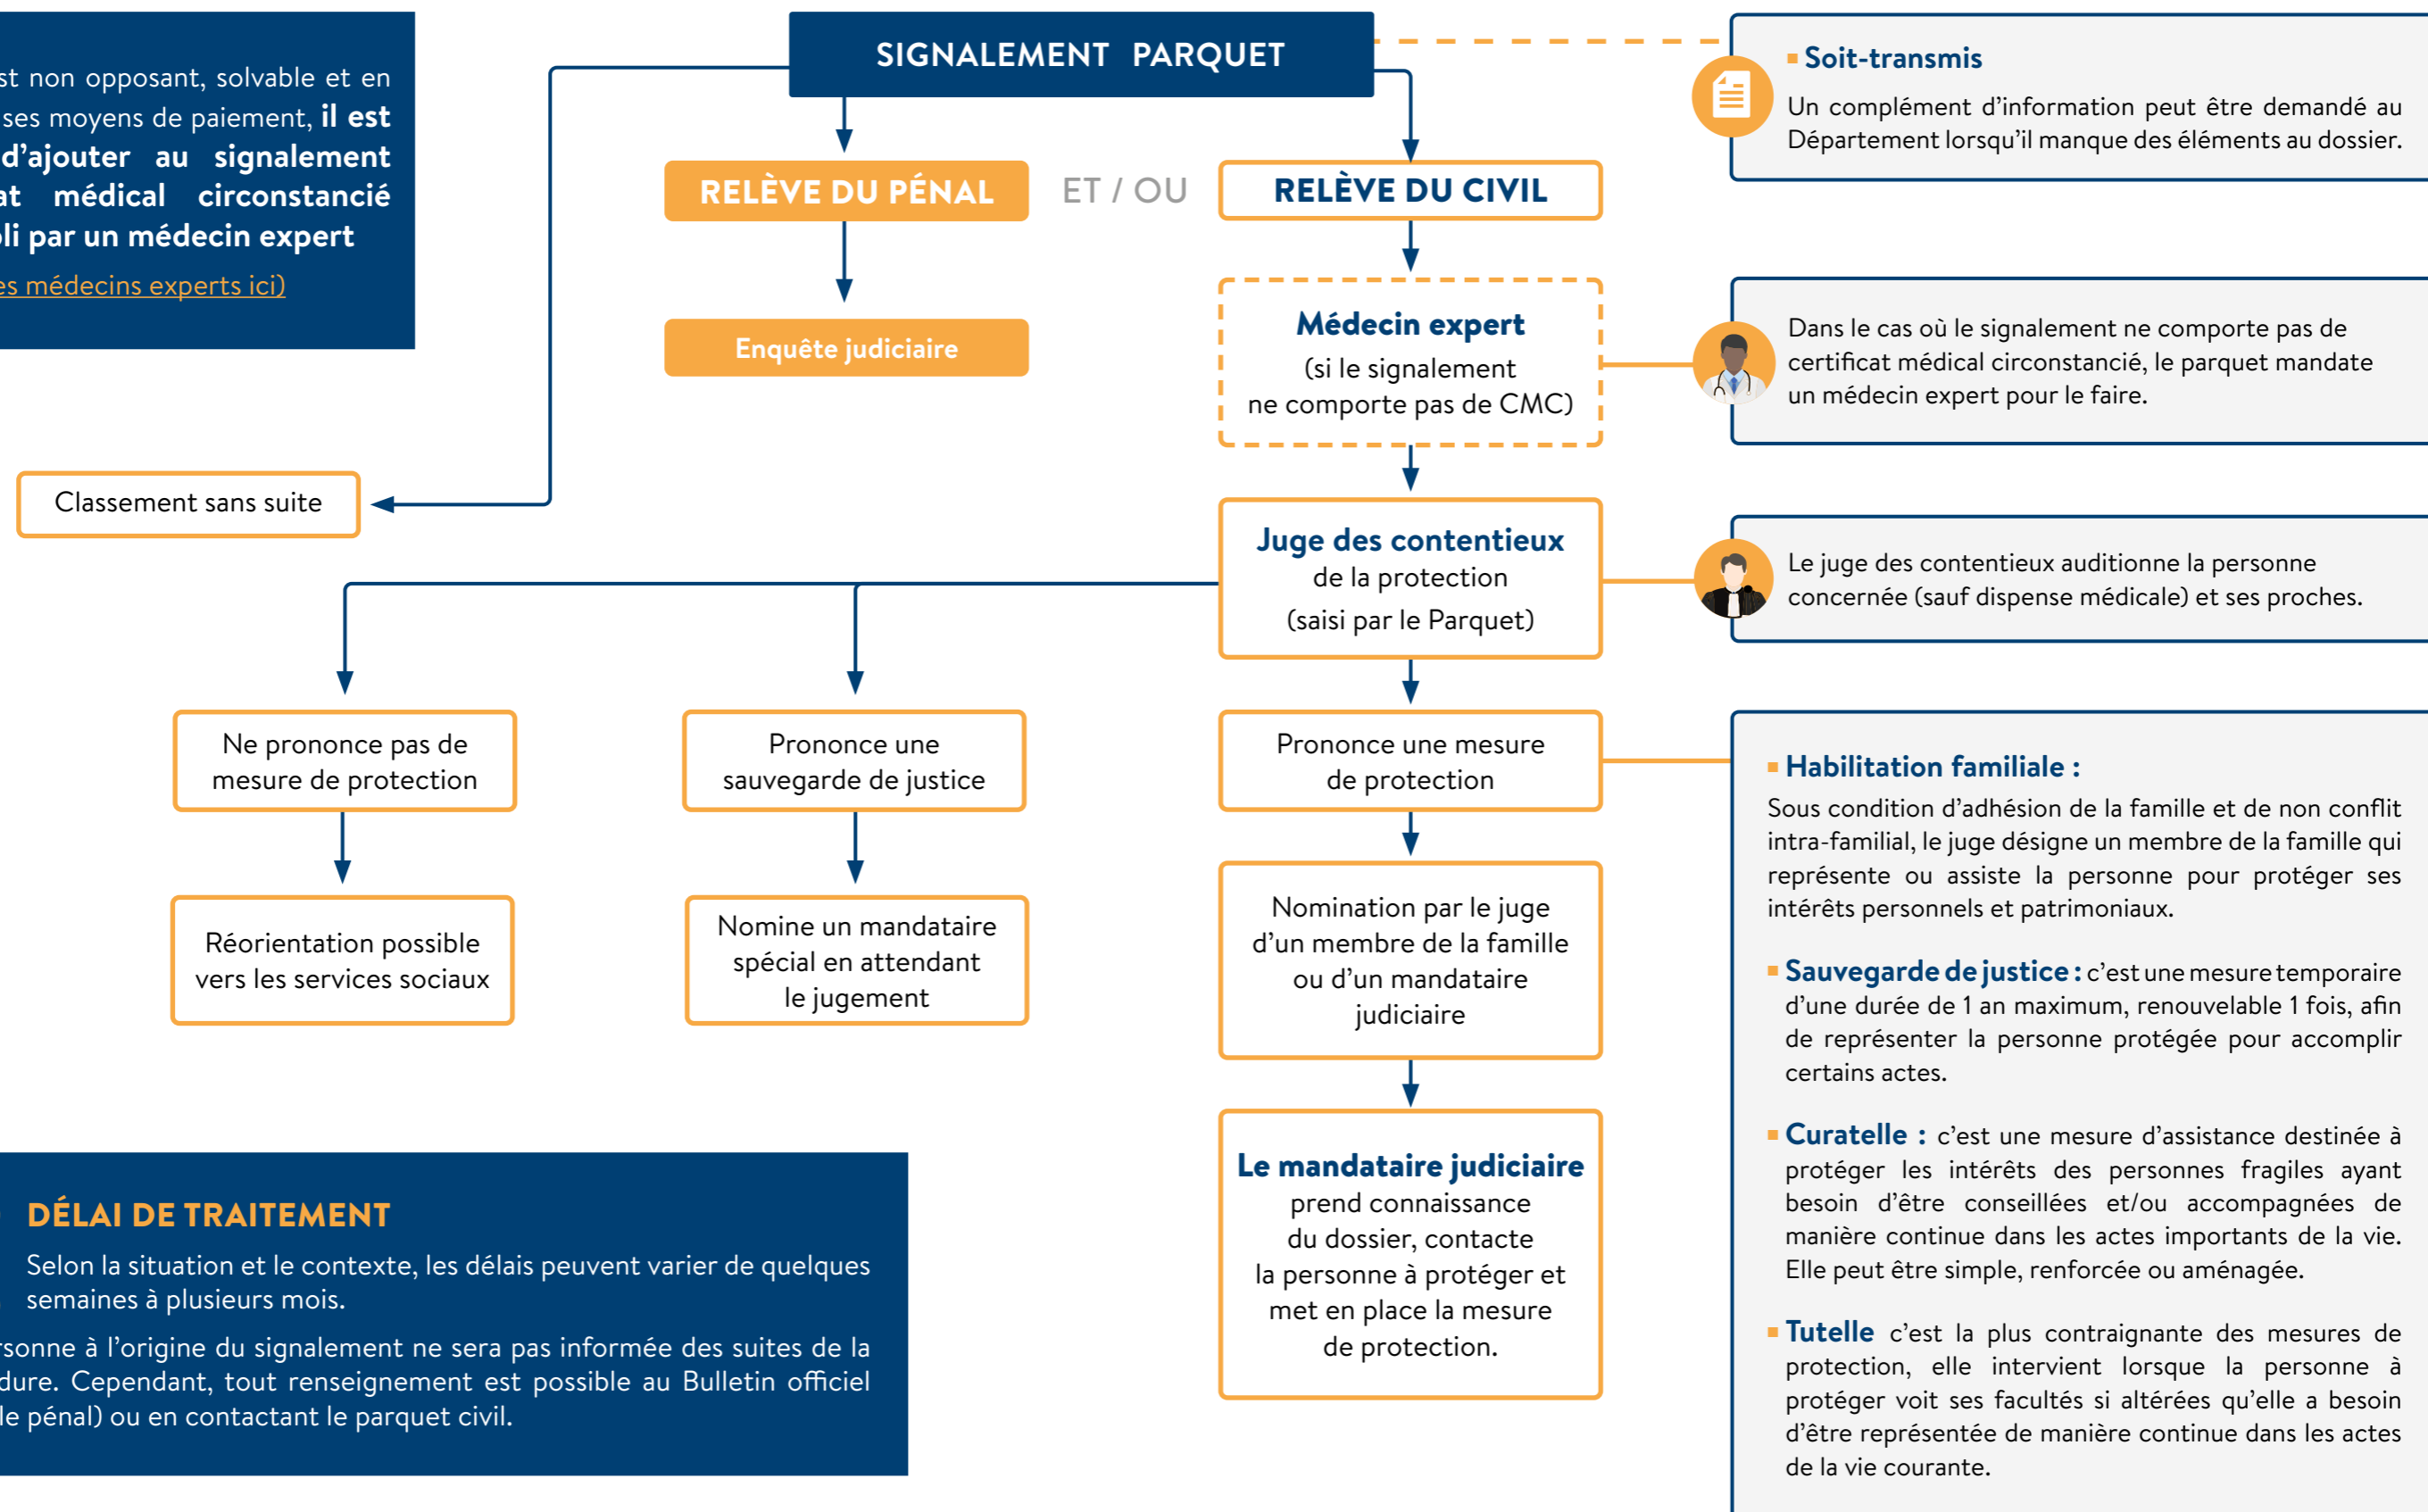 SIGNALEMENT PARQUET
st non opposant, solvable et en
ses moyens de paiement, il est
d'ajouter au signalement
at médical circonstancié
li par un médecin expert
es médecins experts ici)
Soit-transmis
Un complément d'information peut être demandé au
Département lorsqu'il manque des éléments au dossier.
RELÈVE DU PÉNAL
ET / OU
RELÈVE DU CIVIL
Enquête judiciaire
Médecin expert
(si le signalement
ne comporte pas de CMC)
Dans le cas où le signalement ne comporte pas de
certificat médical circonstancié, le parquet mandate
un médecin expert pour le faire.
Classement sans suite
Juge des contentieux
de la protection
(saisi par le Parquet)
Le juge des contentieux auditionne la personne
concernée (sauf dispense médicale) et ses proches.
Ne prononce pas de
mesure de protection
Prononce une
sauvegarde de justice
Prononce une mesure
de protection
Réorientation possible
vers les services sociaux
Nomine un mandataire
spécial en attendant
le jugement
Nomination par le juge
d'un membre de la famille
ou d'un mandataire
judiciaire
Le mandataire judiciaire
prend connaissance
du dossier, contacte
la personne à protéger et
met en place la mesure
de protection.
Habilitation familiale :
Sous condition d'adhésion de la famille et de non conflit
intra-familial, le juge désigne un membre de la famille qui
représente ou assiste la personne pour protéger ses
intérêts personnels et patrimoniaux.
Sauvegarde de justice : c'est une mesure temporaire
d'une durée de 1 an maximum, renouvelable 1 fois, afin
de représenter la personne protégée pour accomplir
certains actes.
Curatelle : c'est une mesure d'assistance destinée à
protéger les intérêts des personnes fragiles ayant
besoin d'être conseillées et/ou accompagnées de
manière continue dans les actes importants de la vie.
Elle peut être simple, renforcée ou aménagée.
Tutelle c'est la plus contraignante des mesures de
protection, elle intervient lorsque la personne à
protéger voit ses facultés si altérées qu'elle a besoin
d'être représentée de manière continue dans les actes
de la vie courante.
DÉLAI DE TRAITEMENT
Selon la situation et le contexte, les délais peuvent varier de quelques
semaines à plusieurs mois.
rsonne à l'origine du signalement ne sera pas informée des suites de la
dure. Cependant, tout renseignement est possible au Bulletin officiel
le pénal) ou en contactant le parquet civil.